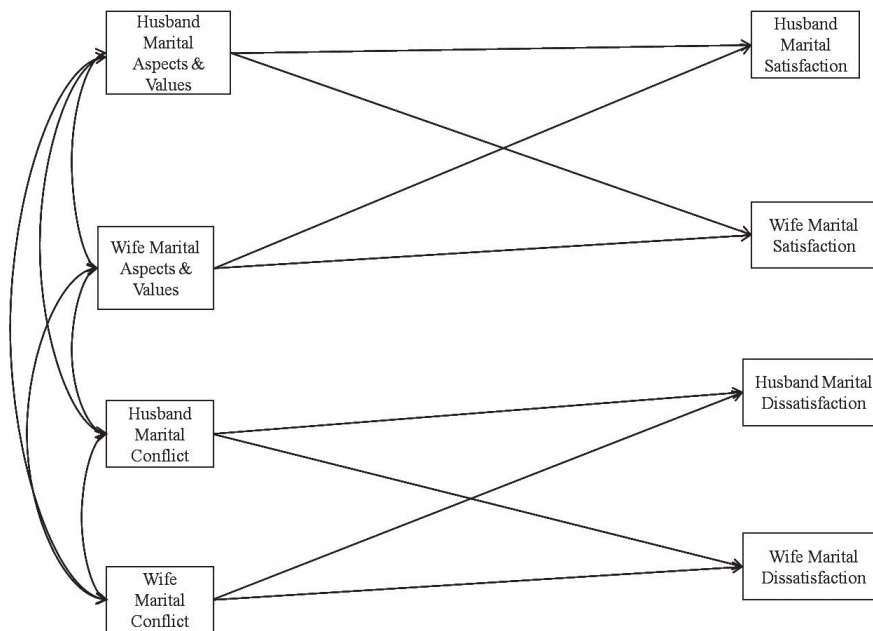 Husband
Marital
Aspects &
Values
Husband
Marital
Satisfaction
Wife Marital
Aspects &
Values
Wife Marital
Satisfaction
Husband
Marital
Conflict
Husband Marital
Dissatisfaction
Wife
Marital
Conflict
Wife Marital
Dissatisfaction